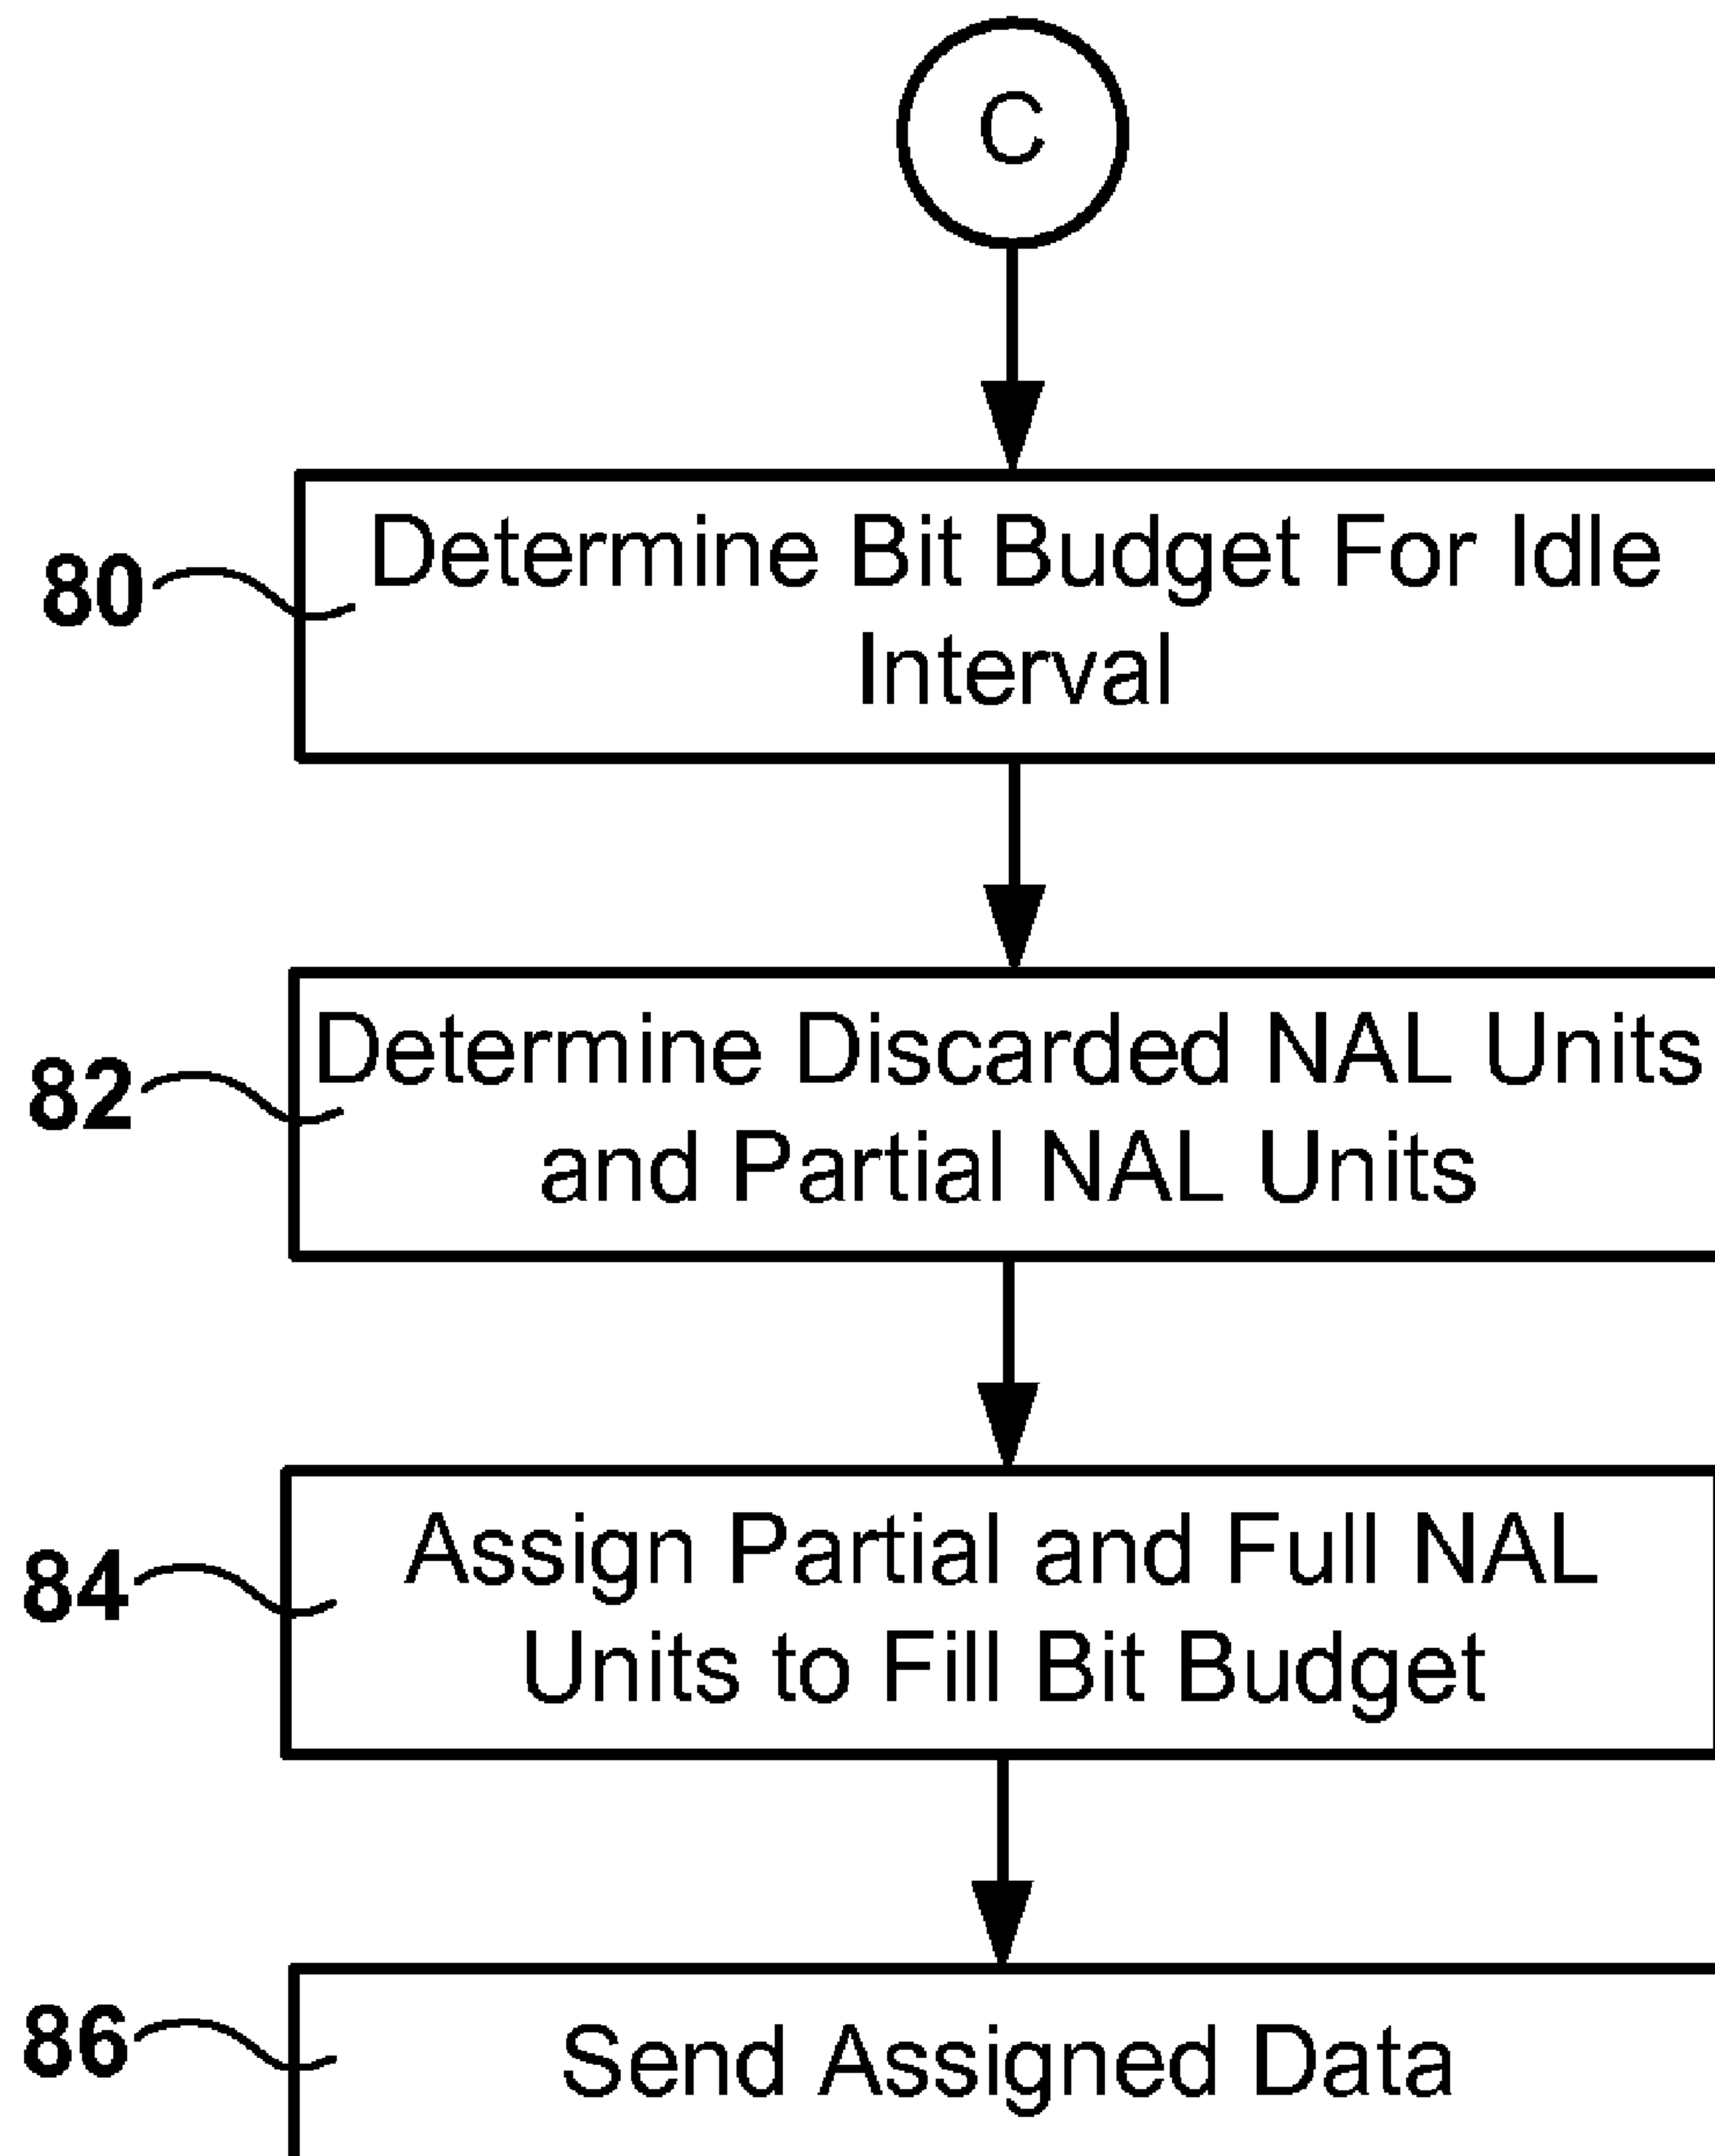 C
80
Determine Bit Budget For Idle
Interval
82
Determine Discarded NAL Units
and Partial NAL Units
84
Assign Partial and Full NAL
Units to Fill Bit Budget
86
Send Assigned Data